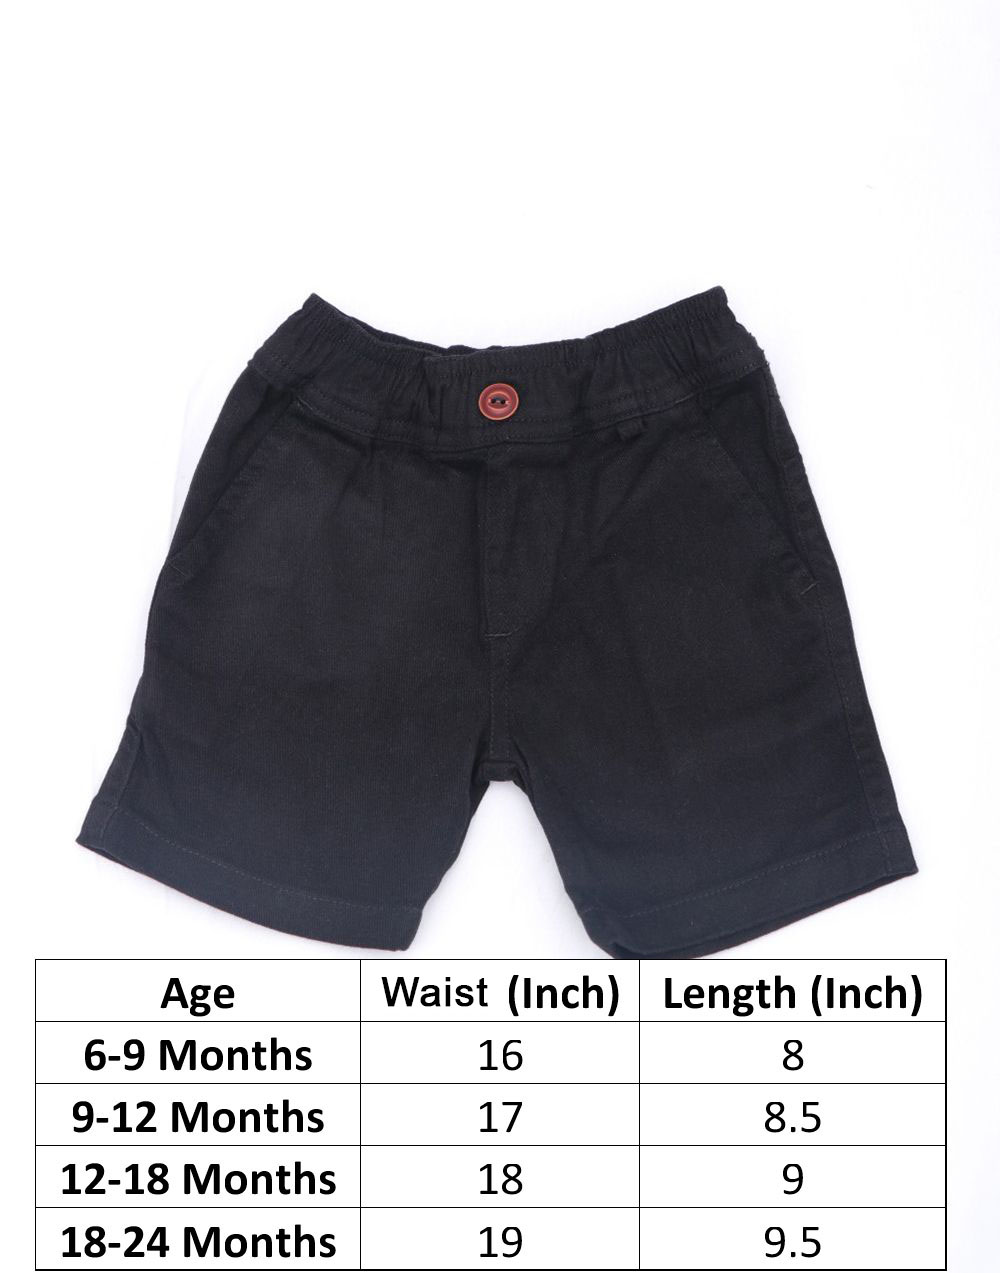 Age Waist (Inch) Length (Inch)
6-9 Months 16 8
9-12 Months 17 8.5
12-18 Months 18 9
18-24 Months 19 9.5